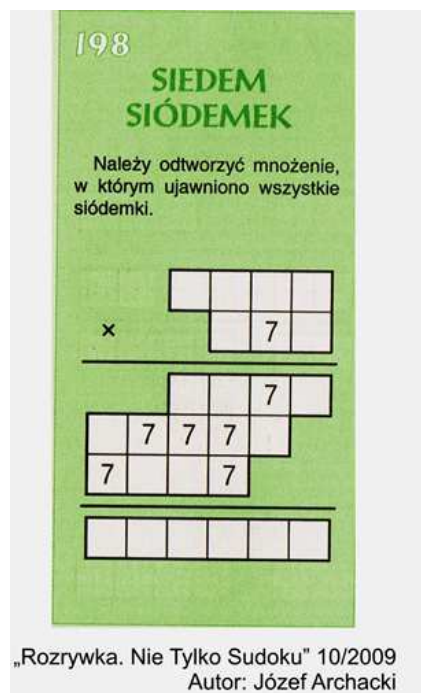 198
SIEDEM
SIÓDEMEK
Należy odtworzyć mnożenie,
w którym ujawniono wszystkie
siódemki.
× 7
7
7 7 7
7 7
„Rozrywka. Nie Tylko Sudoku” 10/2009
Autor: Józef Archacki